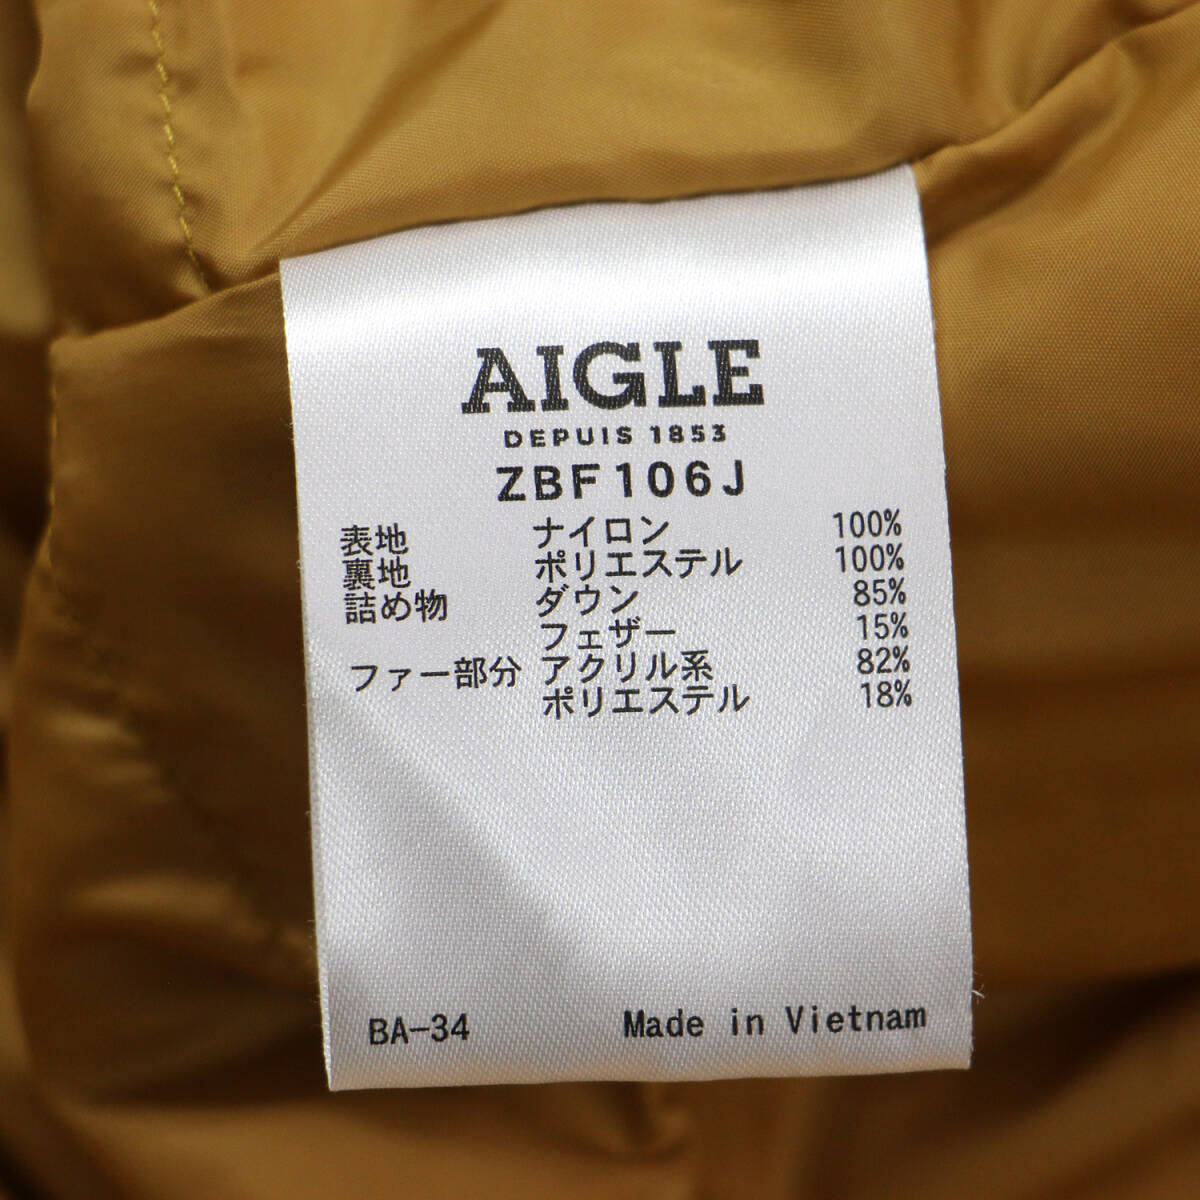 AIGLE
DEPUIS 1853
ZBF106J
表地 ナイロン 100%
裏地 ポリエステル 100%
詰め物 ダウン 85%
フェザー 15%
ファー部分 アクリル系 82%
ポリエステル 18%
BA-34 Made in Vietnam